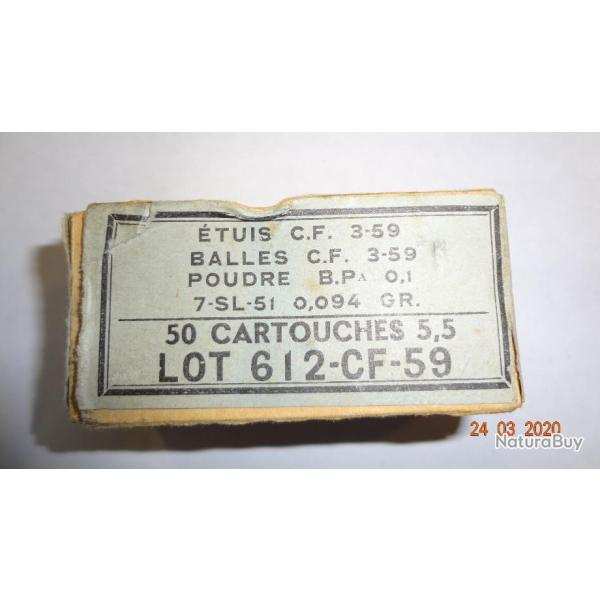 ÉTUIS C.F. 3-59
BALLES C.F. 3-59
POUDRE B.PA 0,1
7-SL-51 0,094 GR.
50 CARTOUCHES 5,5
LOT 612-CF-59
24 03 2020
NaturaBuy